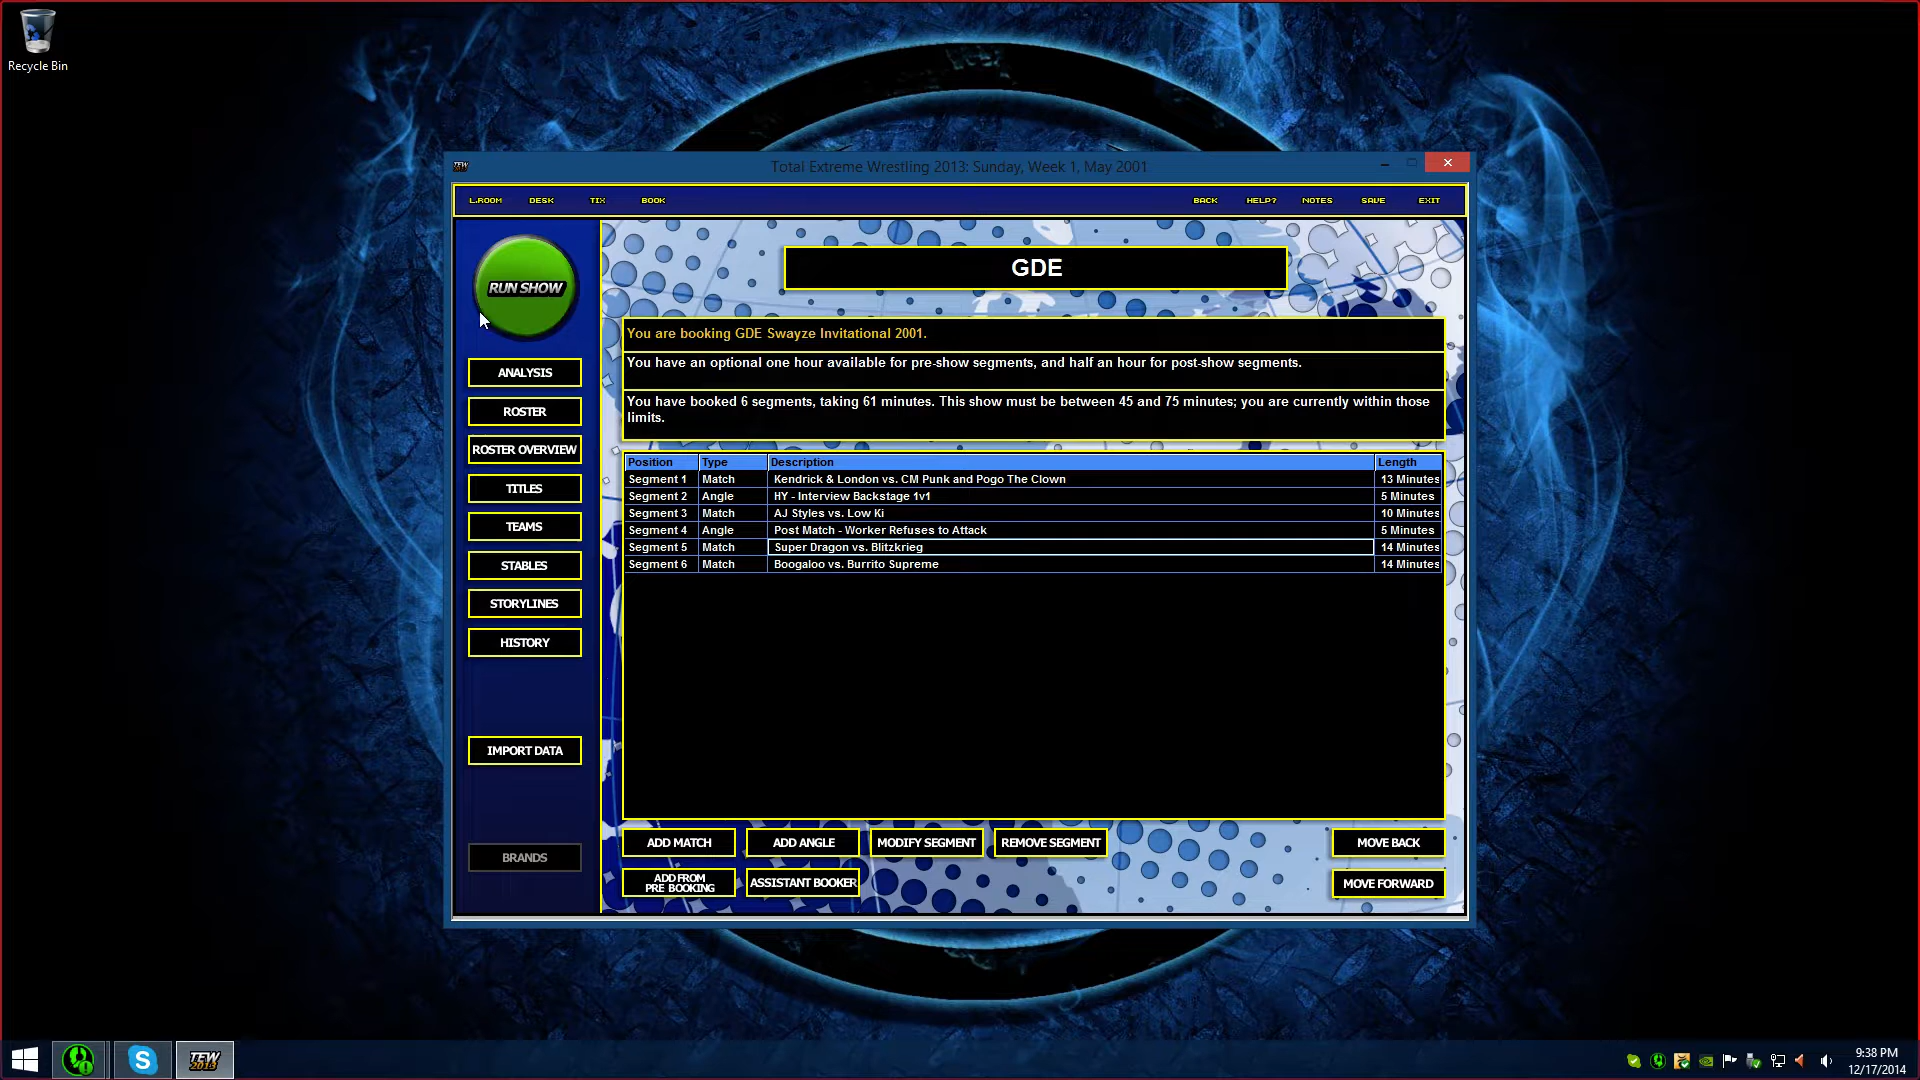 Recycle Bin
TEW
Total Extreme Wrestling 2013: Sunday, Week 1, May 2001
L.ROOM DESK TIX BOOK BACK HELP? NOTES SAVE EXIT
RUN SHOW
GDE
You are booking GDE Swayze Invitational 2001.
You have an optional one hour available for pre-show segments, and half an hour for post-show segments.
You have booked 6 segments, taking 61 minutes. This show must be between 45 and 75 minutes; you are currently within those
limits.
ANALYSIS
ROSTER
ROSTER OVERVIEW
TITLES
TEAMS
STABLES
STORYLINES
HISTORY
IMPORT DATA
BRANDS
Position Type Description Length
Segment 1 Match Kendrick & London vs. CM Punk and Pogo The Clown 13 Minutes
Segment 2 Angle HY - Interview Backstage 1v1 5 Minutes
Segment 3 Match AJ Styles vs. Low Ki 10 Minutes
Segment 4 Angle Post Match - Worker Refuses to Attack 5 Minutes
Segment 5 Match Super Dragon vs. Blitzkrieg 14 Minutes
Segment 6 Match Boogaloo vs. Burrito Supreme 14 Minutes
ADD MATCH ADD ANGLE MODIFY SEGMENT REMOVE SEGMENT MOVE BACK
ADD FROM
PRE BOOKING
ASSISTANT BOOKER MOVE FORWARD
TEW
2013
9:38 PM
12/17/2014